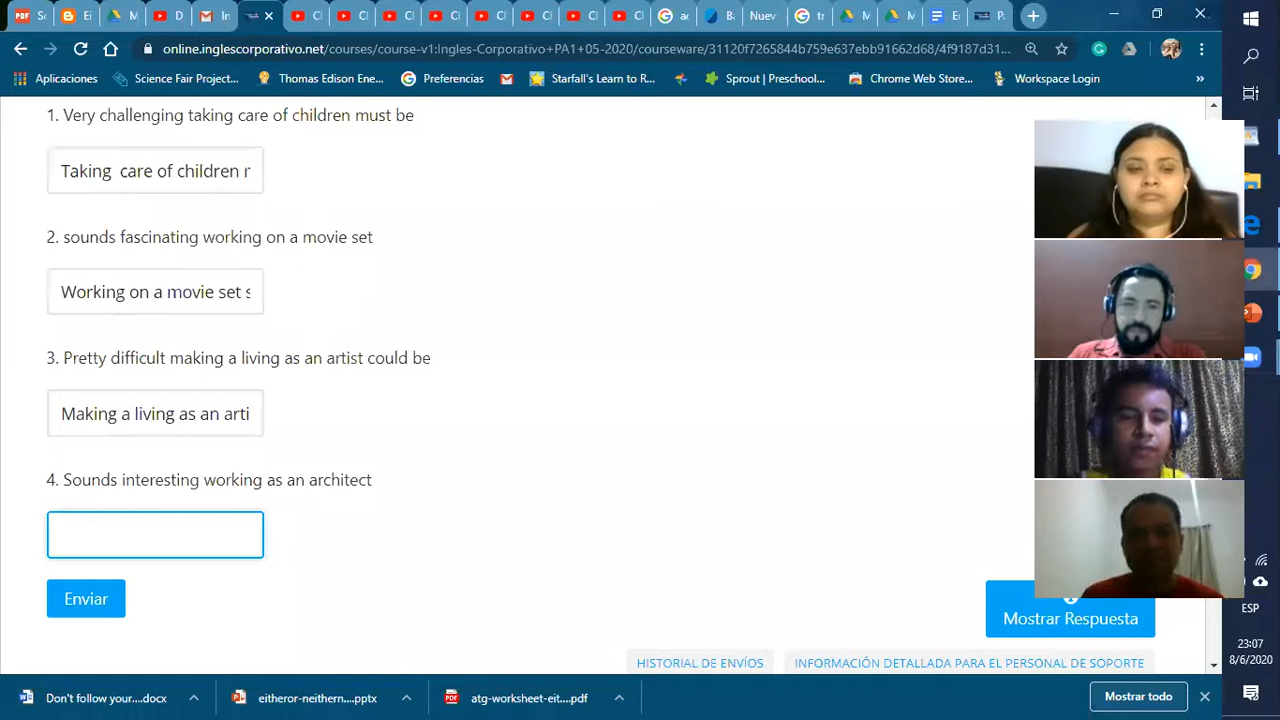 online.inglescorporativo.net/courses/course-v1:Ingles-Corporativo+PA1+05-2020/courseware/31120f7265844b759e637ebb91662d68/4f9187d31...
Aplicaciones
Science Fair Project...
Thomas Edison Ene...
Preferencias
Starfall's Learn to R...
Sprout | Preschool...
Chrome Web Store...
Workspace Login
»
1. Very challenging taking care of children must be
Taking care of children
2. sounds fascinating working on a movie set
Working on a movie set s
3. Pretty difficult making a living as an artist could be
Making a living as an arti
4. Sounds interesting working as an architect
Enviar
Mostrar Respuesta
HISTORIAL DE ENVÍOS
INFORMACIÓN DETALLADA PARA EL PERSONAL DE SOPORTE
ESP
23:07
8/6/2020
Don't follow your....docx
eitheror-neithern....pptx
atg-worksheet-eit....pdf
Mostrar todo